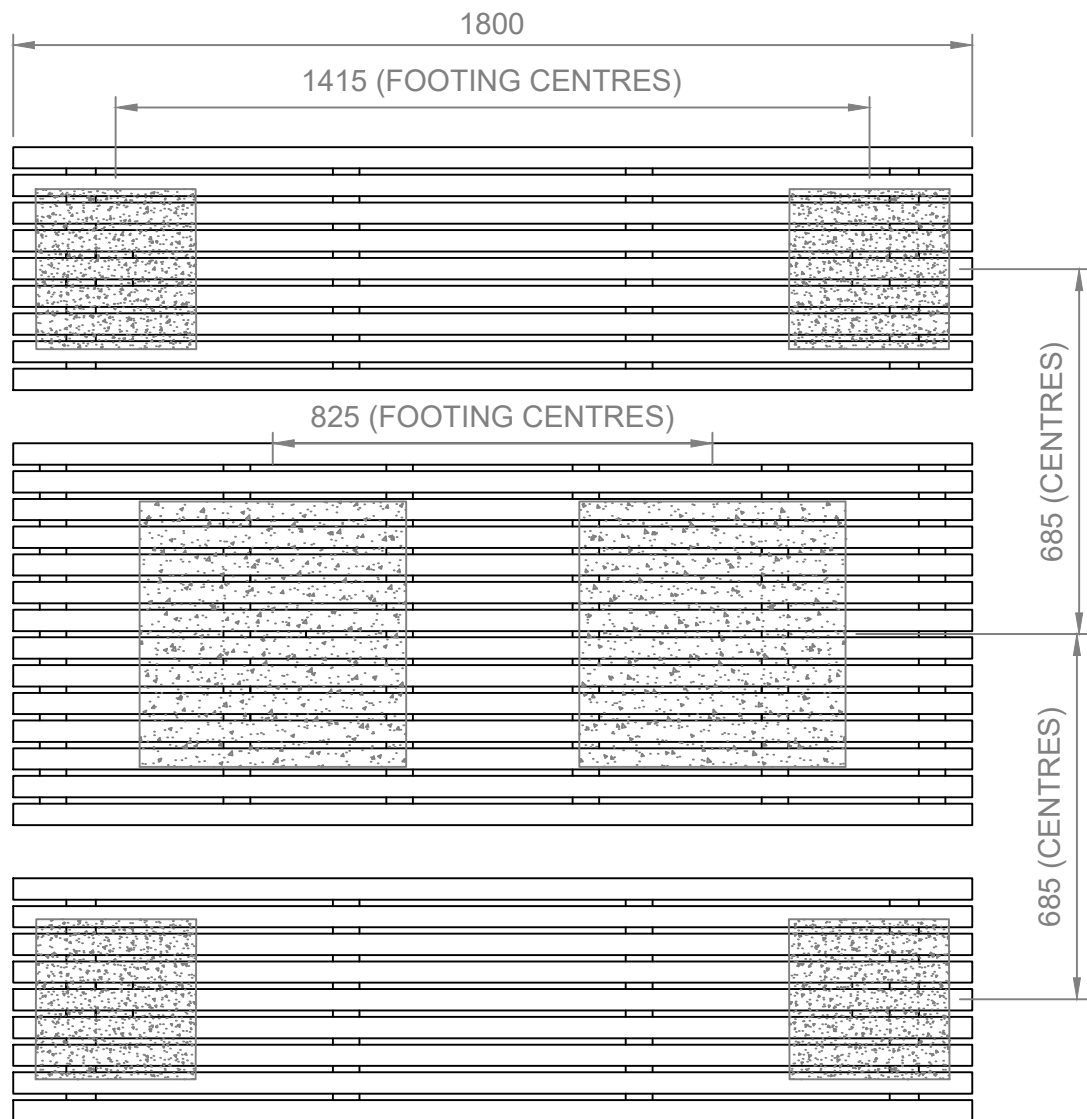 1800
1415 (FOOTING CENTRES)
825 (FOOTING CENTRES)
685 (CENTRES)
685 (CENTRES)